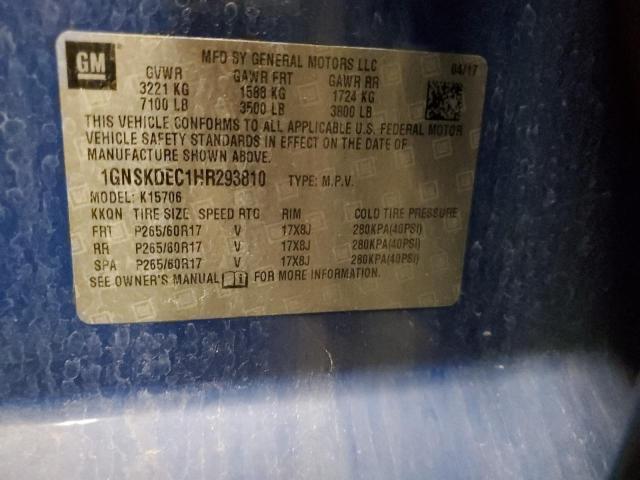 GM
MFD BY GENERAL MOTORS LLC
04/17
GVWR GAWR FRT GAWR RR
3221 KG 1588 KG 1724 KG
7100 LB 3500 LB 3800 LB
THIS VEHICLE CONFORMS TO ALL APPLICABLE U.S. FEDERAL MOTOR
VEHICLE SAFETY STANDARDS IN EFFECT ON THE DATE OF
MANUFACTURE SHOWN ABOVE.
1GNSKDEC1HR293810 TYPE: M.P.V.
MODEL: K15706
KKQN TIRE SIZE SPEED RTG RIM COLD TIRE PRESSURE
FRT P265/60R17 V 17X8J 280KPA(40PSI)
RR P265/60R17 V 17X8J 280KPA(40PSI)
SPA P265/60R17 V 17X8J 280KPA(40PSI)
SEE OWNER'S MANUAL i FOR MORE INFORMATION.